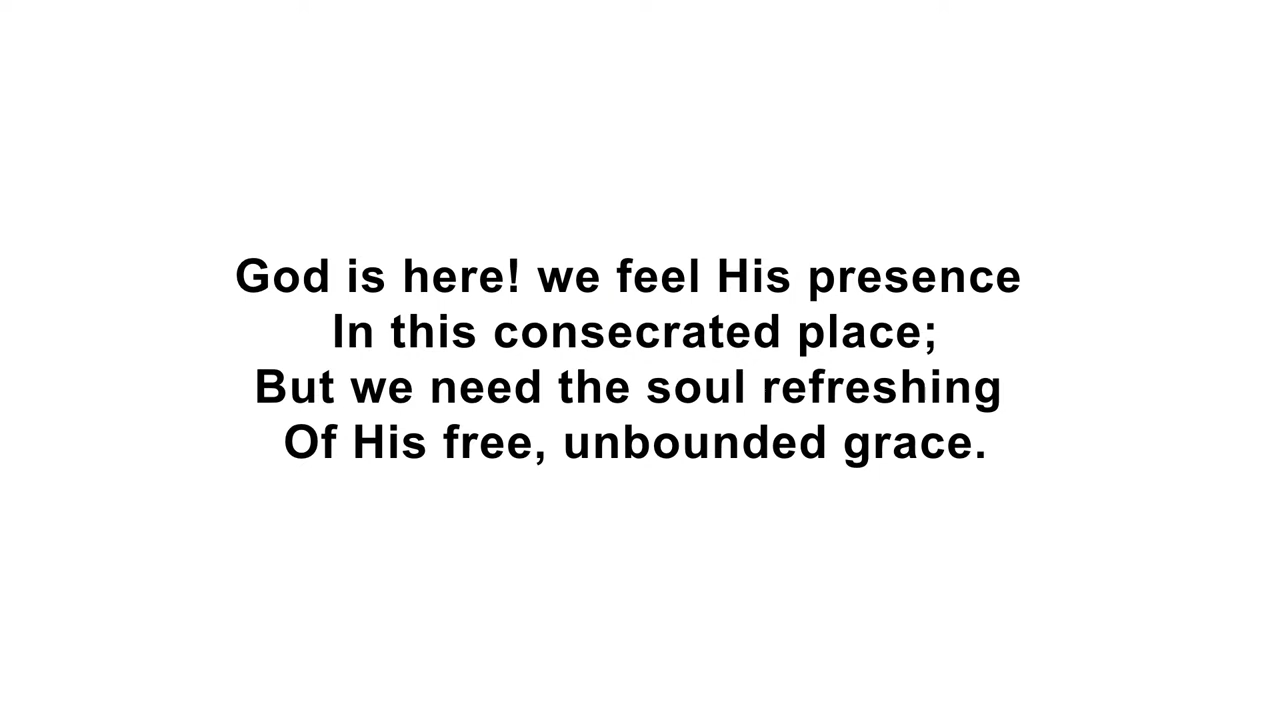 God is here! we feel His presence
In this consecrated place;
But we need the soul refreshing
Of His free, unbounded grace.